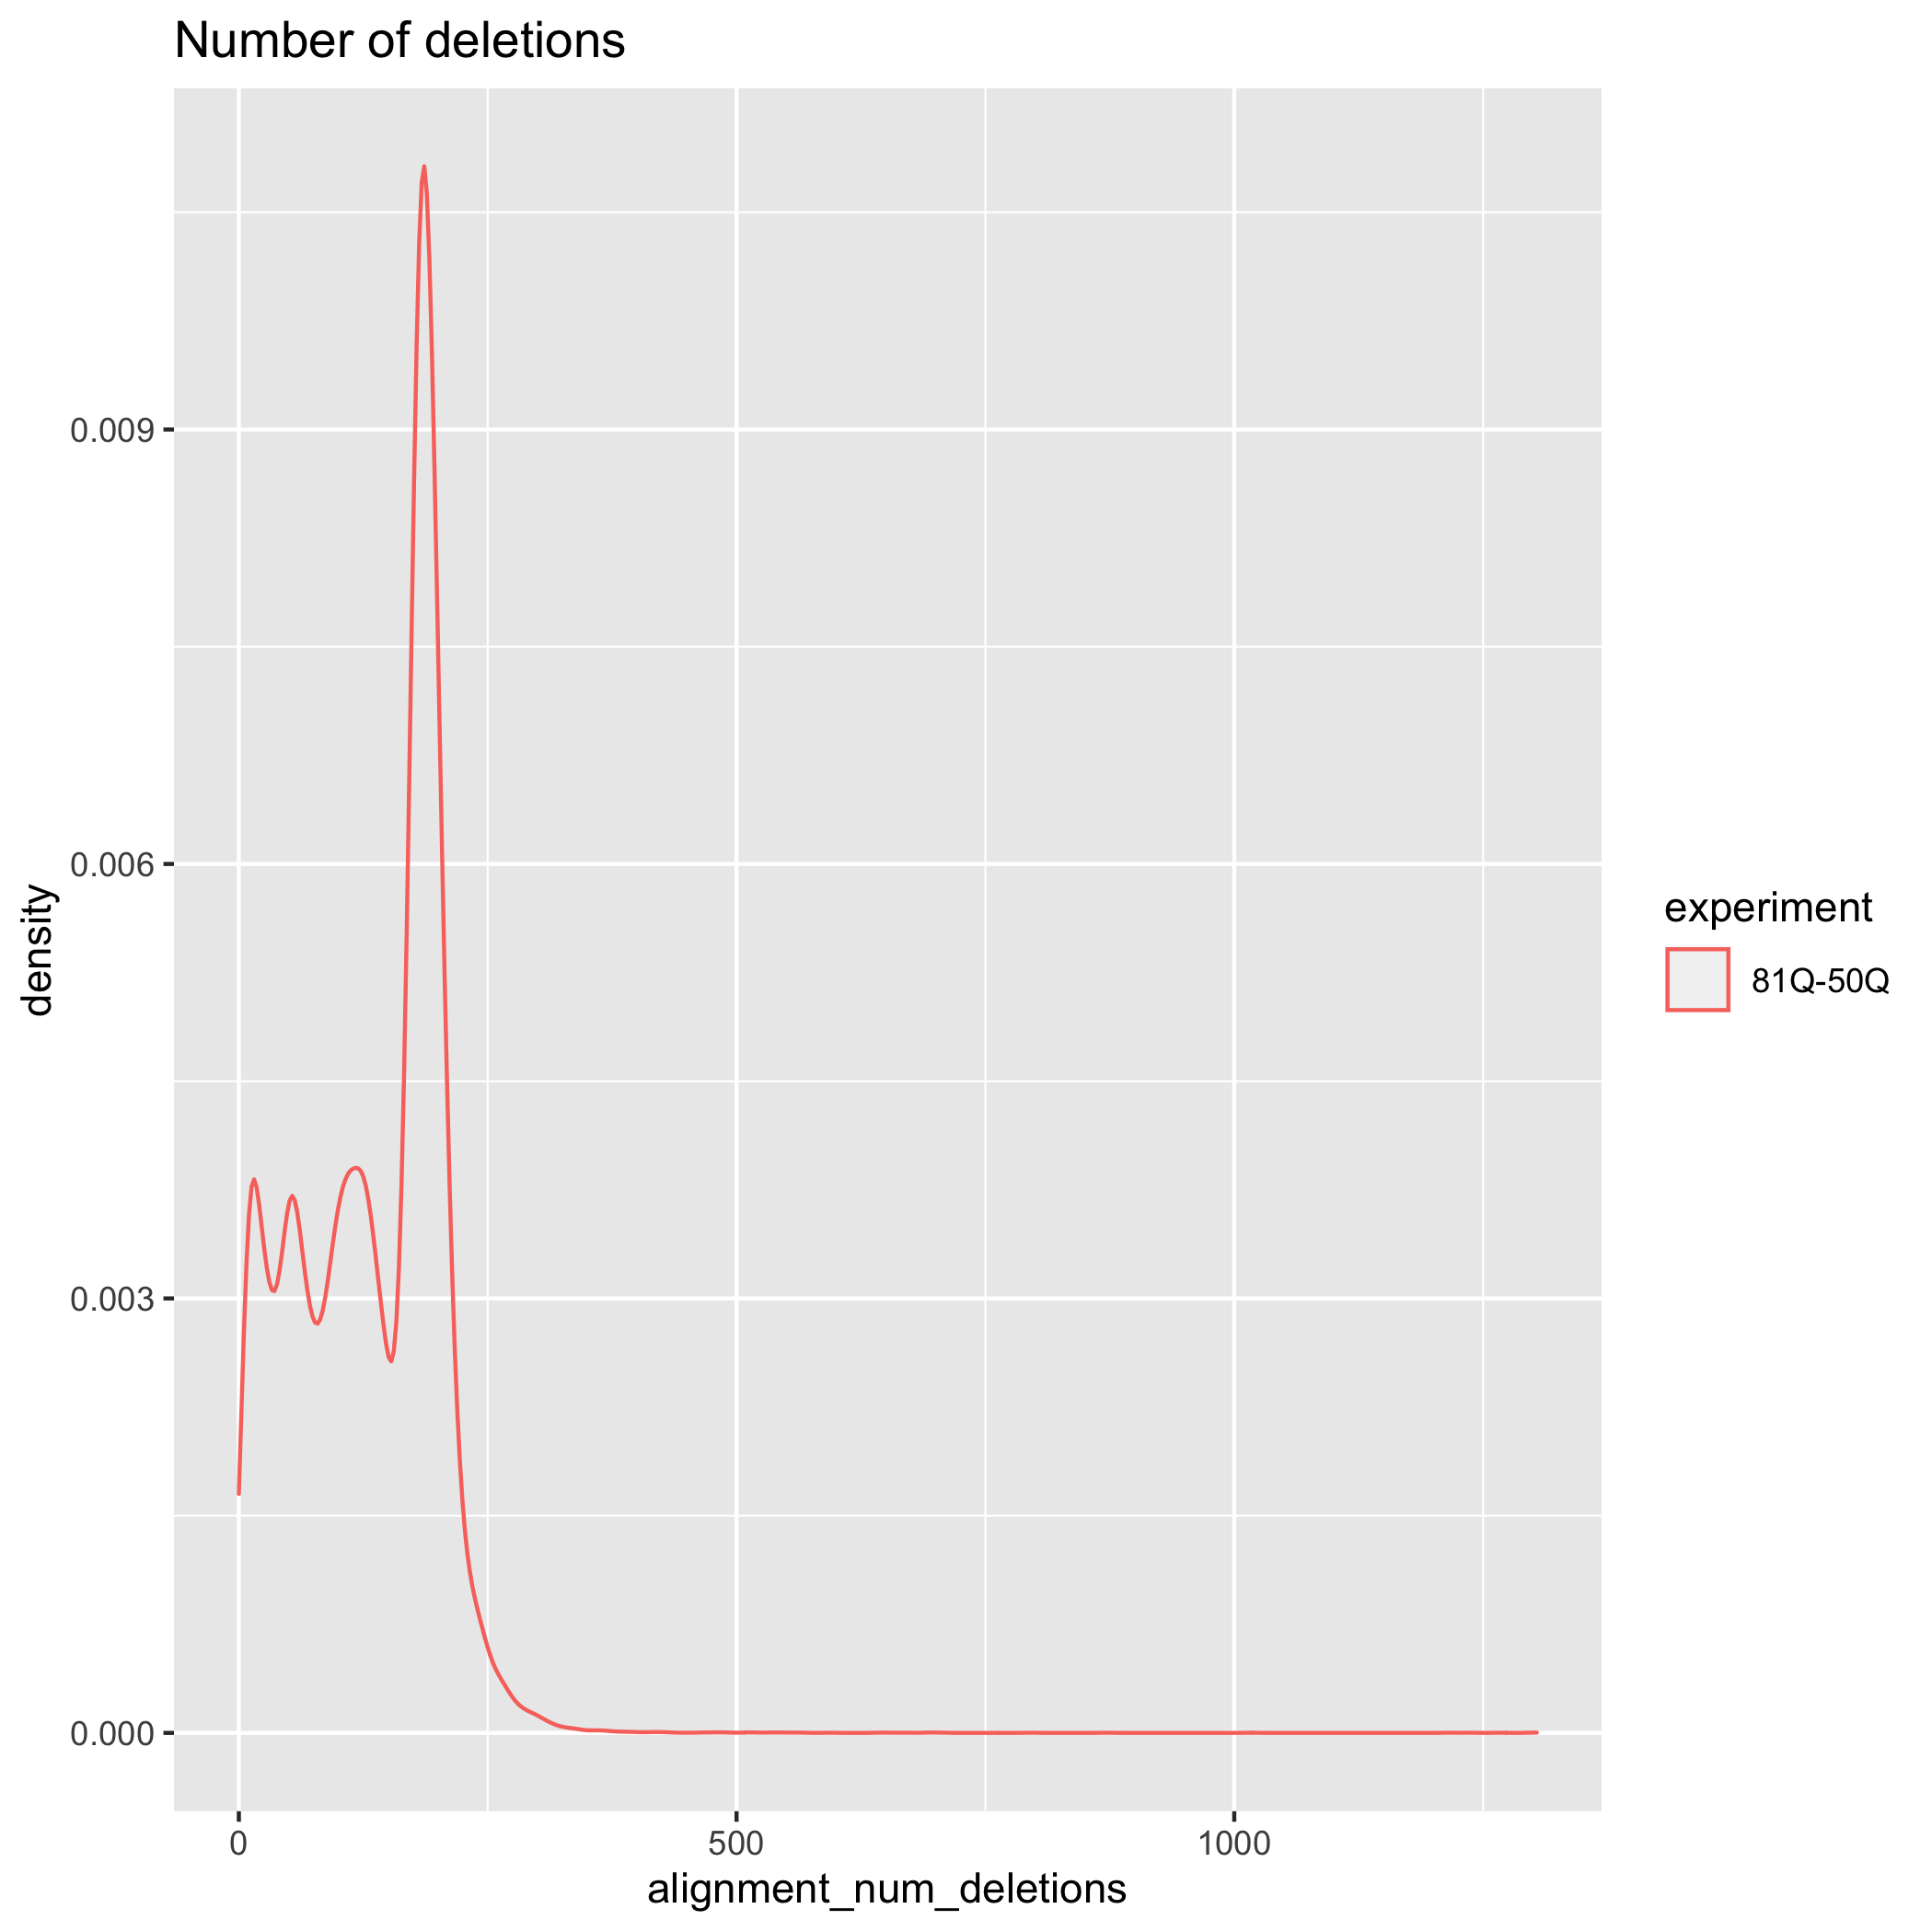 Number of deletions
density
0.009
0.006
0.003
0.000
0
500
1000
alignment_num_deletions
experiment
81Q-50Q